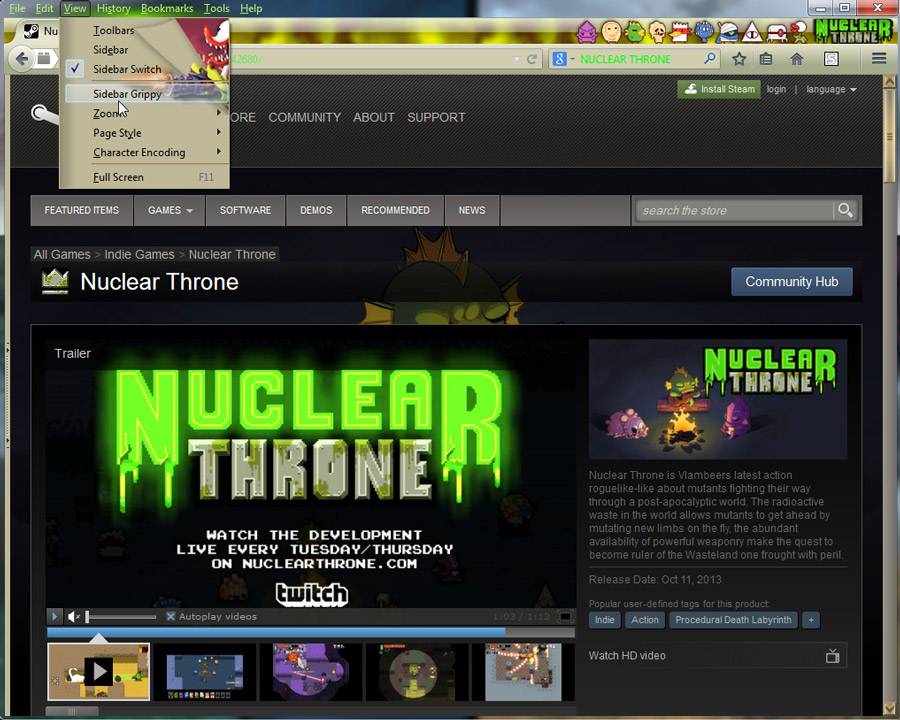 File Edit View History Bookmarks Tools Help
Nu
NUCLEAR THRONE
Toolbars
Sidebar
Sidebar Switch
Sidebar Grippy
Zoom
Page Style
Character Encoding
Full Screen F11
42680/
NUCLEAR THRONE
Install Steam login | language
ORE COMMUNITY ABOUT SUPPORT
FEATURED ITEMS GAMES SOFTWARE DEMOS RECOMMENDED NEWS search the store
All Games > Indie Games > Nuclear Throne
Nuclear Throne Community Hub
Trailer
NUCLEAR
THRONE
WATCH THE DEVELOPMENT
LIVE EVERY TUESDAY/THURSDAY
ON NUCLEARTHRONE.COM
twitch
Autoplay videos 1:03 / 1:13
NUCLEAR
THRONE
Nuclear Throne is Vlambeers latest action
roguelike-like about mutants fighting their way
through a post-apocalyptic world. The radioactive
waste in the world allows mutants to get ahead by
mutating new limbs on the fly, the abundant
availability of powerful weaponry make the quest to
become ruler of the Wasteland one frought with peril.
Release Date: Oct 11, 2013
Popular user-defined tags for this product:
Indie Action Procedural Death Labyrinth +
Watch HD video